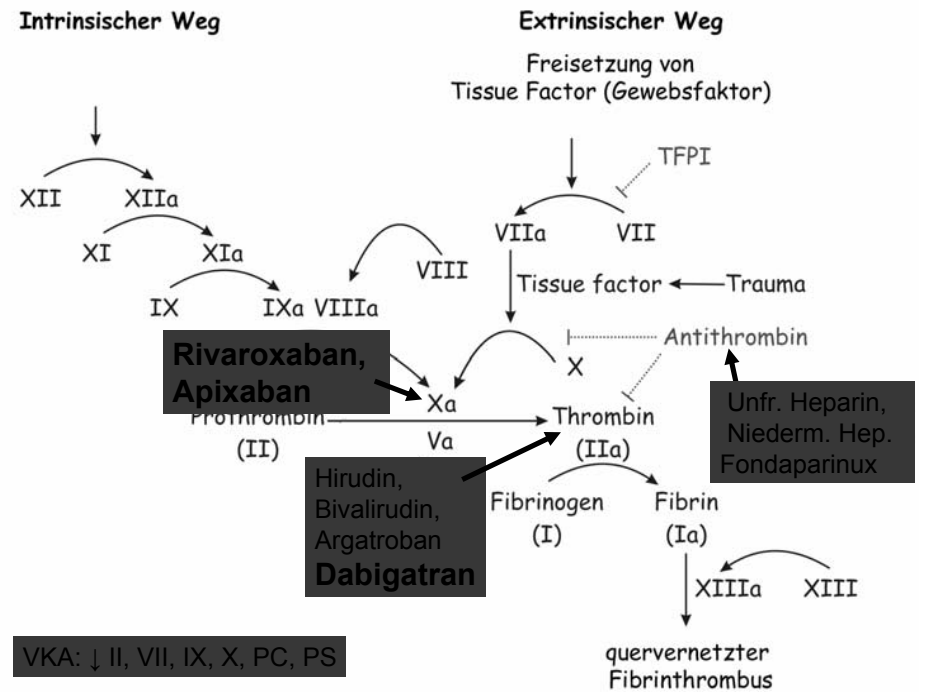 Intrinsischer Weg
Extrinsischer Weg
Freisetzung von
Tissue Factor (Gewebsfaktor)
TFPI
XII
XIIa
VIIa
VII
XI
XIa
VIII
IX
IXa
VIIIa
Tissue factor
Trauma
Antithrombin
Rivaroxaban,
Apixaban
X
Xa
Prothrombin
(II)
Va
Thrombin
(IIa)
Unfr. Heparin,
Niederm. Hep.
Fondaparinux
Hirudin,
Bivalirudin,
Argatroban
Dabigatran
Fibrinogen
(I)
Fibrin
(Ia)
XIIIa
XIII
VKA: ↓ II, VII, IX, X, PC, PS
quervernetzter
Fibrinthrombus